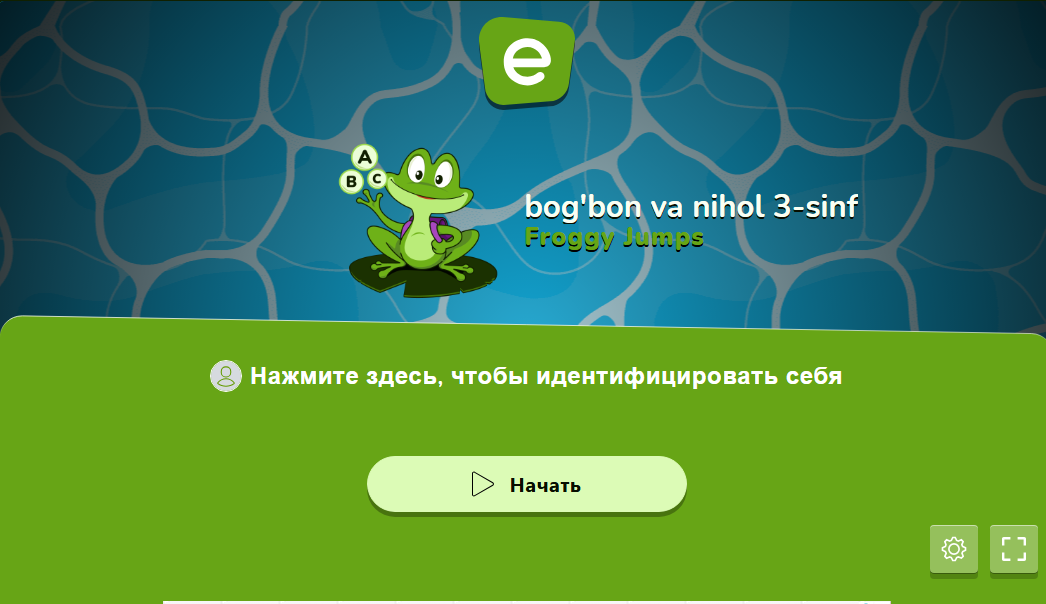 e
A
B
C
bog'bon va nihol 3-sinf
Froggy Jumps
Нажмите здесь, чтобы идентифицировать себя
Начать